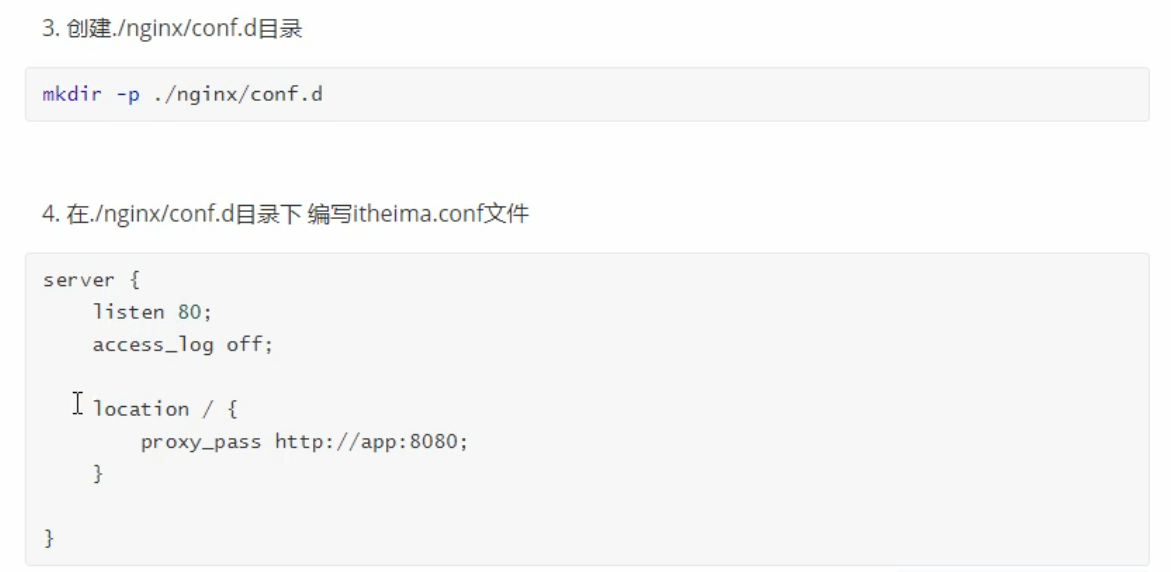 3. 创建./nginx/conf.d目录
mkdir -p ./nginx/conf.d
4. 在./nginx/conf.d目录下 编写itheima.conf文件
server {
    listen 80;
    access_log off;
    location / {
        proxy_pass http://app:8080;
    }
}